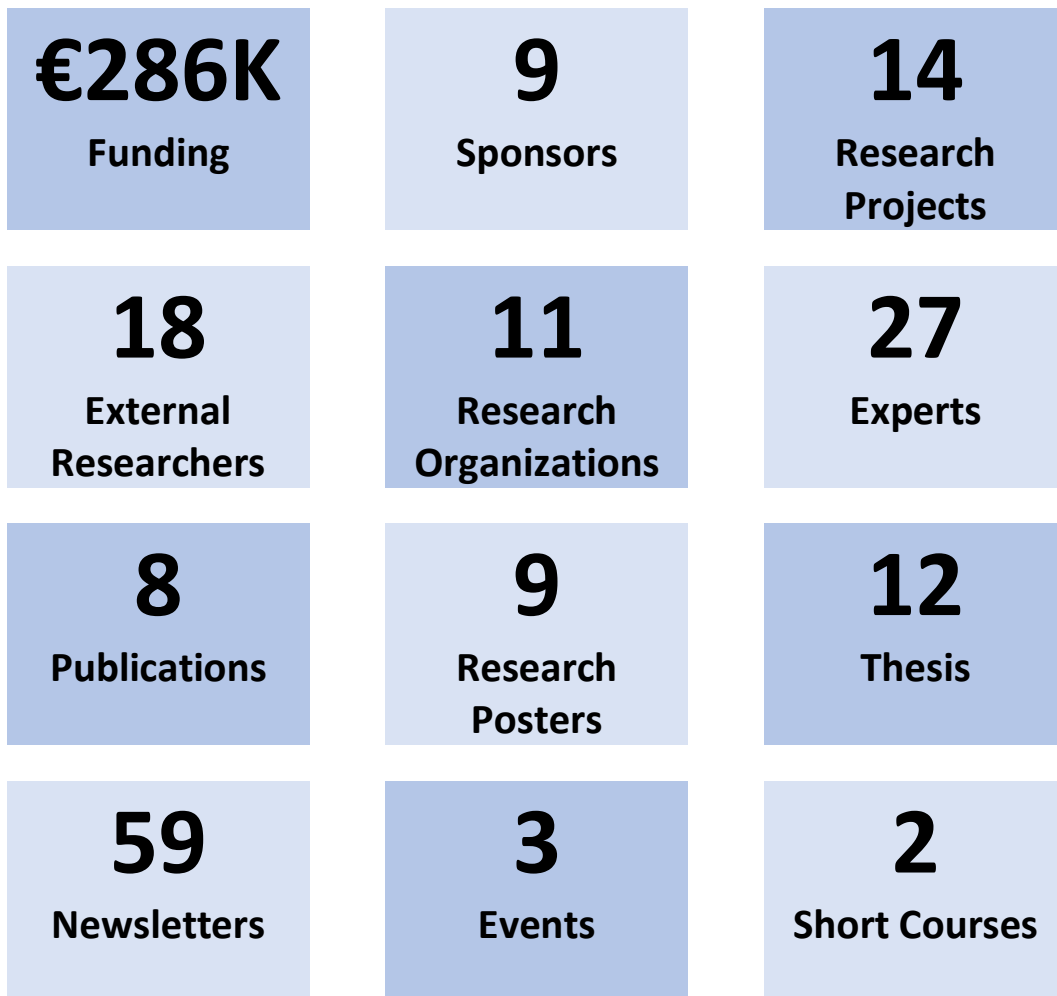 €286K
Funding
9
Sponsors
14
Research
Projects
18
External
Researchers
11
Research
Organizations
27
Experts
8
Publications
9
Research
Posters
12
Thesis
59
Newsletters
3
Events
2
Short Courses